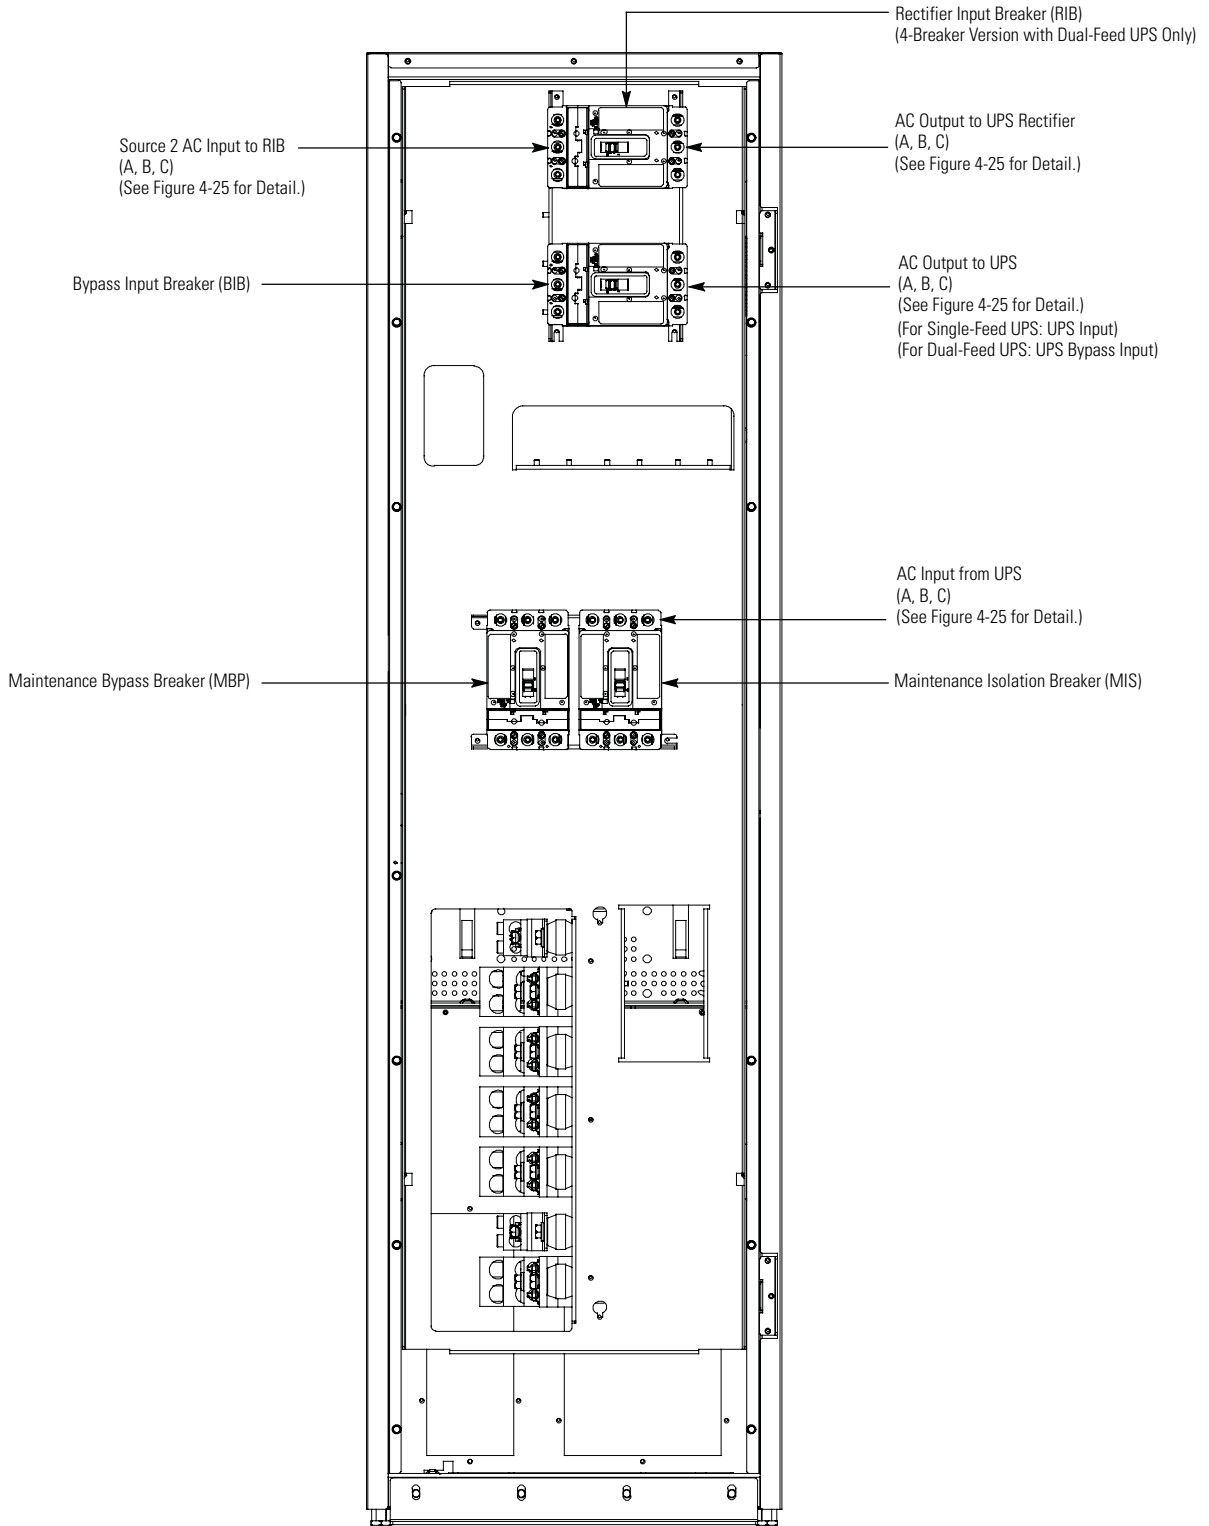 Rectifier Input Breaker (RIB)
(4-Breaker Version with Dual-Feed UPS Only)
Source 2 AC Input to RIB
(A, B, C)
(See Figure 4-25 for Detail.)
AC Output to UPS Rectifier
(A, B, C)
(See Figure 4-25 for Detail.)
Bypass Input Breaker (BIB)
AC Output to UPS
(A, B, C)
(See Figure 4-25 for Detail.)
(For Single-Feed UPS: UPS Input)
(For Dual-Feed UPS: UPS Bypass Input)
AC Input from UPS
(A, B, C)
(See Figure 4-25 for Detail.)
Maintenance Bypass Breaker (MBP)
Maintenance Isolation Breaker (MIS)